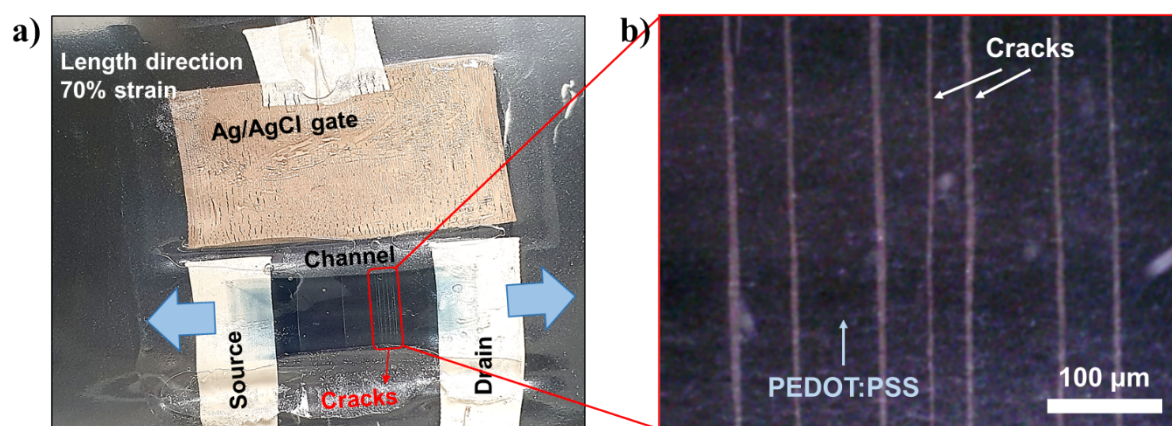 a)
Length direction
70% strain
Ag/AgCl gate
Channel
Source
Drain
Cracks
b)
Cracks
PEDOT:PSS
100 µm